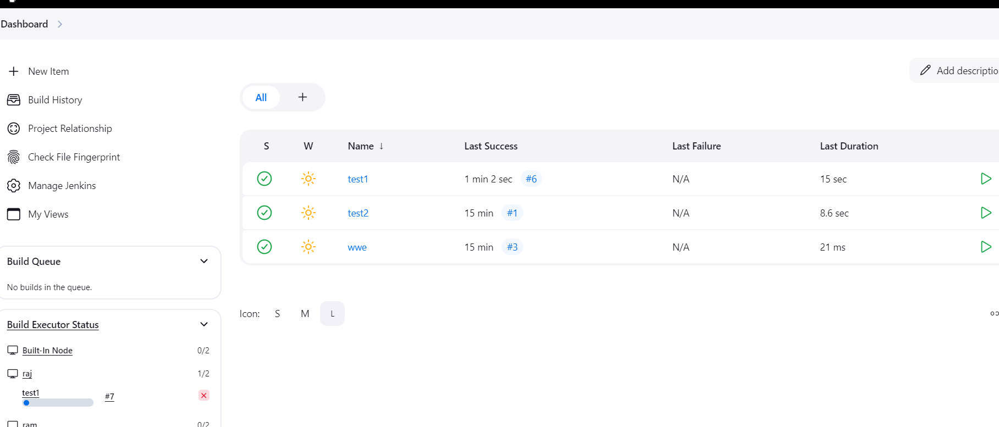 Dashboard
New Item
Build History
Project Relationship
Check File Fingerprint
Manage Jenkins
My Views
Build Queue
No builds in the queue.
Build Executor Status
Built-In Node 0/2
raj 1/2
test1 #7
ram 0/2
Add descriptio
All
S W Name ↓ Last Success Last Failure Last Duration
test1 1 min 2 sec #6 N/A 15 sec
test2 15 min #1 N/A 8.6 sec
wwe 15 min #3 N/A 21 ms
Icon: S M L